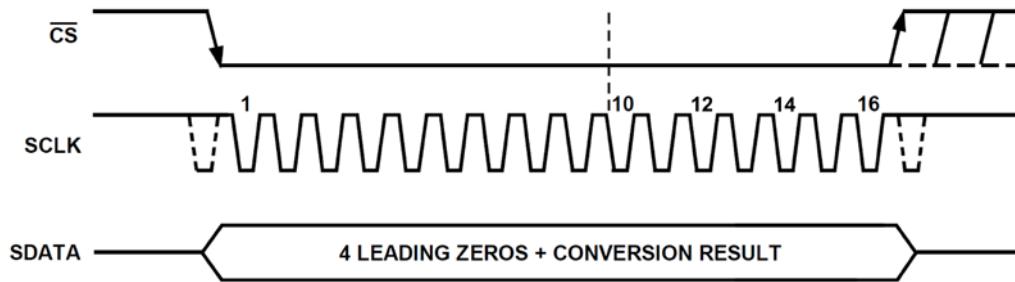 CS
1 10 12 14 16
SCLK
SDATA 4 LEADING ZEROS + CONVERSION RESULT